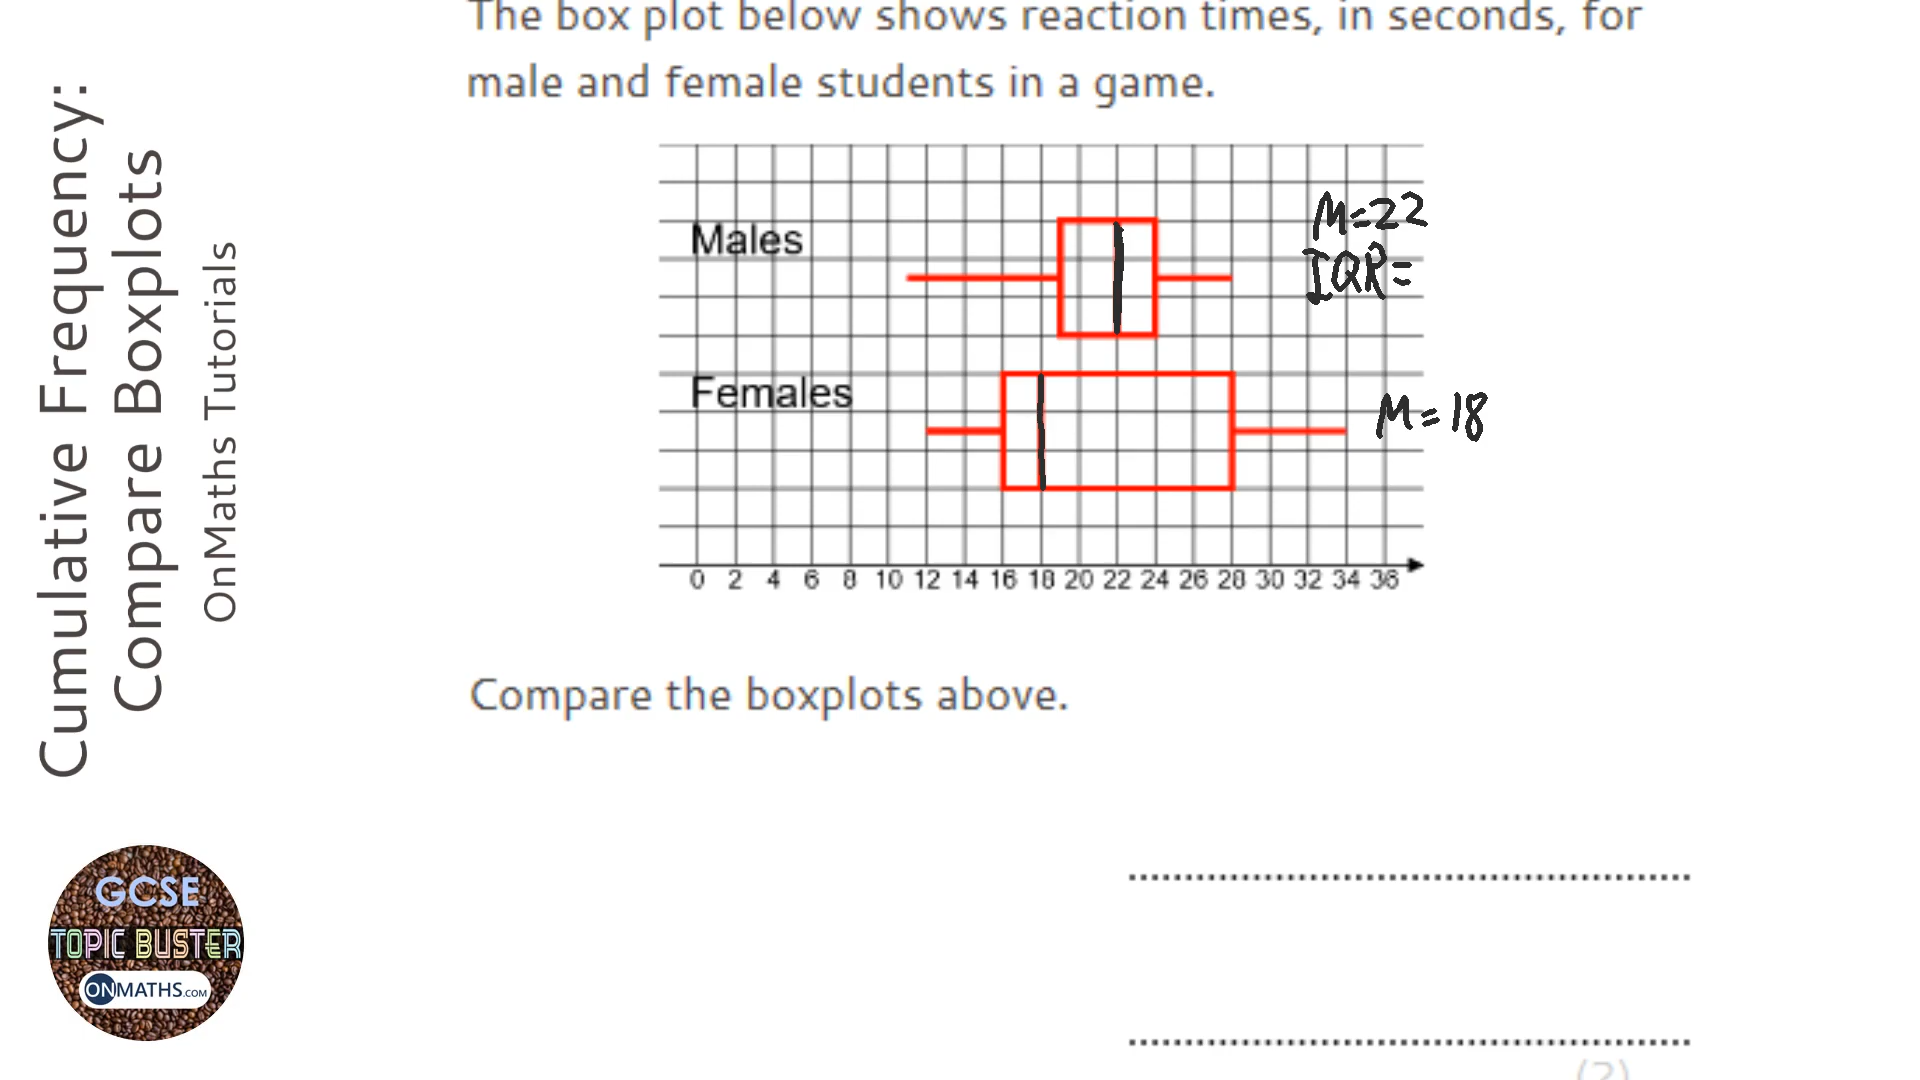 The box plot below shows reaction times, in seconds, for
male and female students in a game.
Cumulative Frequency:
Compare Boxplots
OnMaths Tutorials
Males
M=22
IQR=
Females
M=18
0 2 4 6 8 10 12 14 16 18 20 22 24 26 28 30 32 34 36
Compare the boxplots above.
GCSE
TOPIC BUSTER
ONMATHS.COM
(2)